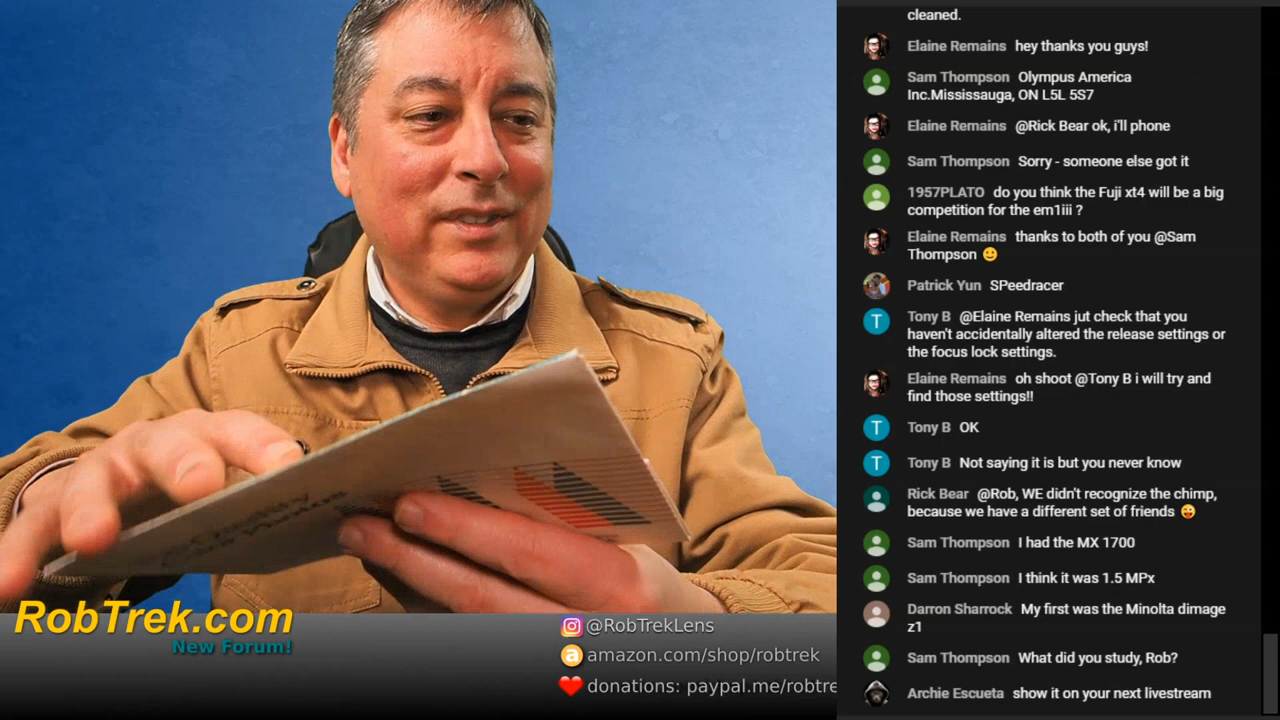 cleaned.
Elaine Remains hey thanks you guys!
Sam Thompson Olympus America
Inc.Mississauga, ON L5L 5S7
Elaine Remains @Rick Bear ok, i'll phone
Sam Thompson Sorry - someone else got it
1957PLATO do you think the Fuji xt4 will be a big
competition for the em1iii ?
Elaine Remains thanks to both of you @Sam
Thompson 🙂
Patrick Yun SPeedracer
T Tony B @Elaine Remains jut check that you
haven't accidentally altered the release settings or
the focus lock settings.
Elaine Remains oh shoot @Tony B i will try and
find those settings!!
T Tony B OK
T Tony B Not saying it is but you never know
Rick Bear @Rob, WE didn't recognize the chimp,
because we have a different set of friends 😜
Sam Thompson I had the MX 1700
Sam Thompson I think it was 1.5 MPx
Darron Sharrock My first was the Minolta dimage
z1
Sam Thompson What did you study, Rob?
Archie Escueta show it on your next livestream
RobTrek.com
New Forum!
@RobTrekLens
a amazon.com/shop/robtrek
donations: paypal.me/robtre